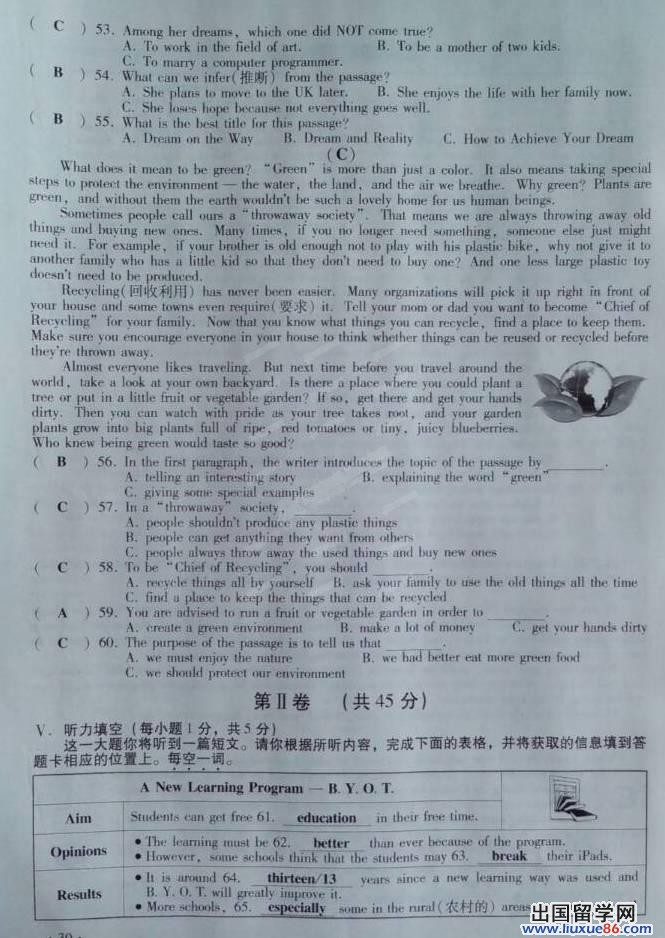 ( C ) 53. Among her dreams, which one did NOT come true?
A. To work in the field of art. B. To be a mother of two kids.
C. To marry a computer programmer.
( B ) 54. What can we infer(推断) from the passage?
A. She plans to move to the UK later. B. She enjoys the life with her family now.
C. She loses hope because not everything goes well.
( B ) 55. What is the best title for this passage?
A. Dream on the Way B. Dream and Reality C. How to Achieve Your Dream
(C)
What does it mean to be green? “Green” is more than just a color. It also means taking special
steps to protect the environment — the water, the land, and the air we breathe. Why green? Plants are
green, and without them the earth wouldn't be such a lovely home for us human beings.
Sometimes people call ours a “throwaway society”. That means we are always throwing away old
things and buying new ones. Many times, if you no longer need something, someone else just might
need it. For example, if your brother is old enough not to play with his plastic bike, why not give it to
another family who has a little kid so that they don't need to buy one? And one less large plastic toy
doesn't need to be produced.
Recycling(回收利用) has never been easier. Many organizations will pick it up right in front of
your house and some towns even require(要求) it. Tell your mom or dad you want to become “Chief of
Recycling” for your family. Now that you know what things you can recycle, find a place to keep them.
Make sure you encourage everyone in your house to think whether things can be reused or recycled before
they're thrown away.
Almost everyone likes traveling. But next time before you travel around the
world, take a look at your own backyard. Is there a place where you could plant a
tree or put in a little fruit or vegetable garden? If so, get there and get your hands
dirty. Then you can watch with pride as your tree takes root, and your garden
plants grow into big plants full of ripe, red tomatoes or tiny, juicy blueberries.
Who knew being green would taste so good?
( B ) 56. In the first paragraph, the writer introduces the topic of the passage by ______.
A. telling an interesting story B. explaining the word “green”
C. giving some special examples
( C ) 57. In a “throwaway” society, ______.
A. people shouldn't produce any plastic things
B. people can get anything they want from others
C. people always throw away the used things and buy new ones
( C ) 58. To be “Chief of Recycling”, you should ______.
A. recycle things all by yourself B. ask your family to use the old things all the time
C. find a place to keep the things that can be recycled
( A ) 59. You are advised to run a fruit or vegetable garden in order to ______.
A. create a green environment B. make a lot of money C. get your hands dirty
( C ) 60. The purpose of the passage is to tell us that ______.
A. we must enjoy the nature B. we had better eat more green food
C. we should protect our environment
第Ⅱ卷 (共 45 分)
V. 听力填空 (每小题 1 分, 共 5 分)
这一大题你将听到一篇短文。请你根据所听内容, 完成下面的表格, 并将获取的信息填到答
题卡相应的位置上。每空一词。
A New Learning Program — B. Y. O. T.
Aim Students can get free 61. education in their free time.
Opinions ● The learning must be 62. better than ever because of the program.
● However, some schools think that the students may 63. break their iPads.
Results ● It is around 64. thirteen/13 years since a new learning way was used and
B. Y. O. T. will greatly improve it.
● More schools, 65. especially some in the rural(农村的) areas
· 30 ·
出国留学网
www.liuxue86.com